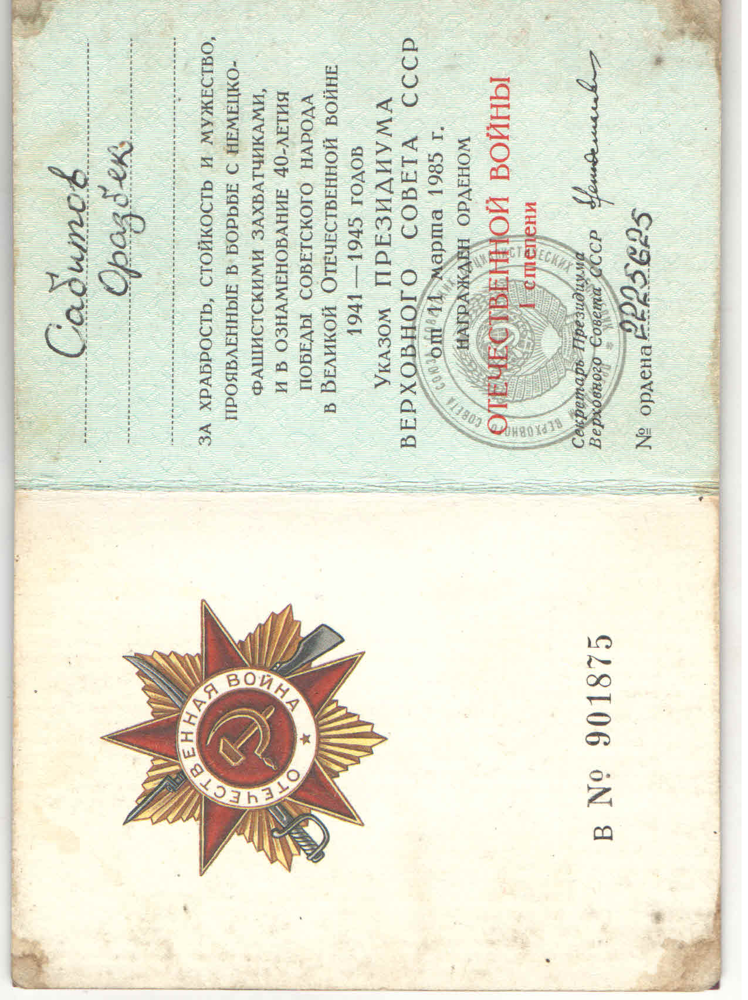 ОТЕЧЕСТВЕННАЯ ВОЙНА
В № 901875
Сабитов
Оразбек
ЗА ХРАБРОСТЬ, СТОЙКОСТЬ И МУЖЕСТВО,
ПРОЯВЛЕННЫЕ В БОРЬБЕ С НЕМЕЦКО-
ФАШИСТСКИМИ ЗАХВАТЧИКАМИ,
И В ОЗНАМЕНОВАНИЕ 40-ЛЕТИЯ
ПОБЕДЫ СОВЕТСКОГО НАРОДА
В ВЕЛИКОЙ ОТЕЧЕСТВЕННОЙ ВОЙНЕ
1941—1945 ГОДОВ
УКАЗОМ ПРЕЗИДИУМА
ВЕРХОВНОГО СОВЕТА СССР
от 11 марта 1985 г.
НАГРАЖДЕН ОРДЕНОМ
ОТЕЧЕСТВЕННОЙ ВОЙНЫ
I степени
Секретарь Президиума
Верховного Совета СССР
№ ордена 2225625